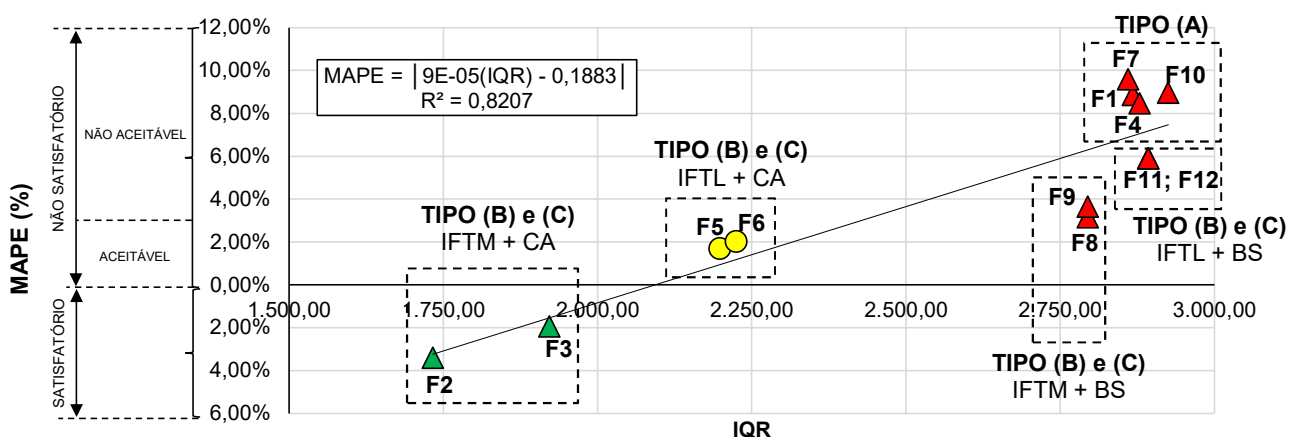 MAPE (%)
NÃO SATISFATÓRIO
SATISFATÓRIO
NÃO ACEITÁVEL
ACEITÁVEL
12,00%
10,00%
8,00%
6,00%
4,00%
2,00%
0,00%
2,00%
4,00%
6,00%
MAPE = |9E-05(IQR) - 0,1883|
R² = 0,8207
TIPO (A)
F7
F10
F1
F4
TIPO (B) e (C)
IFTL + CA
F5
F6
F11; F12
TIPO (B) e (C)
IFTL + BS
F9
F8
TIPO (B) e (C)
IFTM + CA
F3
F2
TIPO (B) e (C)
IFTM + BS
1.500,00
1.750,00
2.000,00
2.250,00
2.500,00
2.750,00
3.000,00
IQR